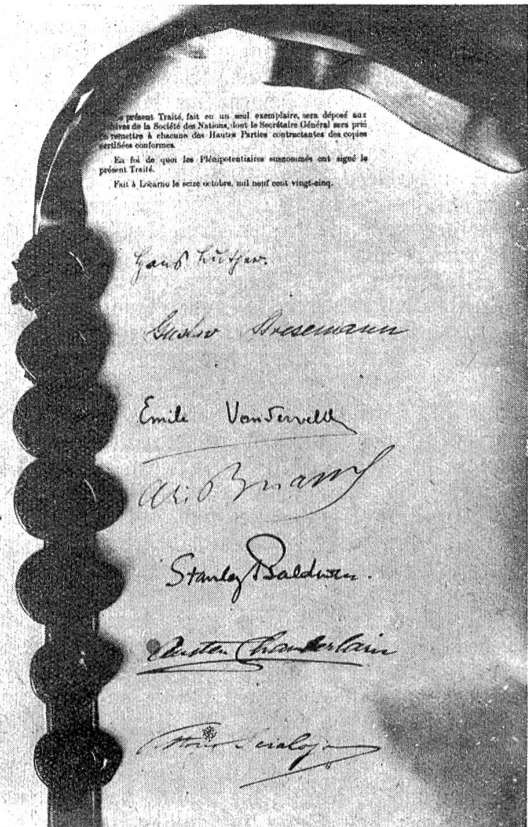 présent Traité, fait en un seul exemplaire, sera déposé aux
hives de la Société des Nations, dont le Secrétaire Général sera prié
remettre à chacune des Hautes Parties contractantes des copies
certifiées conformes.
En foi de quoi les Plénipotentiaires susnommés ont signé le
présent Traité.
Fait à Locarno le seize octobre, mil neuf cent vingt-cinq.
Hans Luther.
Gustav Stresemann
Emile Vandervelde
Ari Briand
Stanley Baldwin.
Austen Chamberlain
Vittorio Scialoja